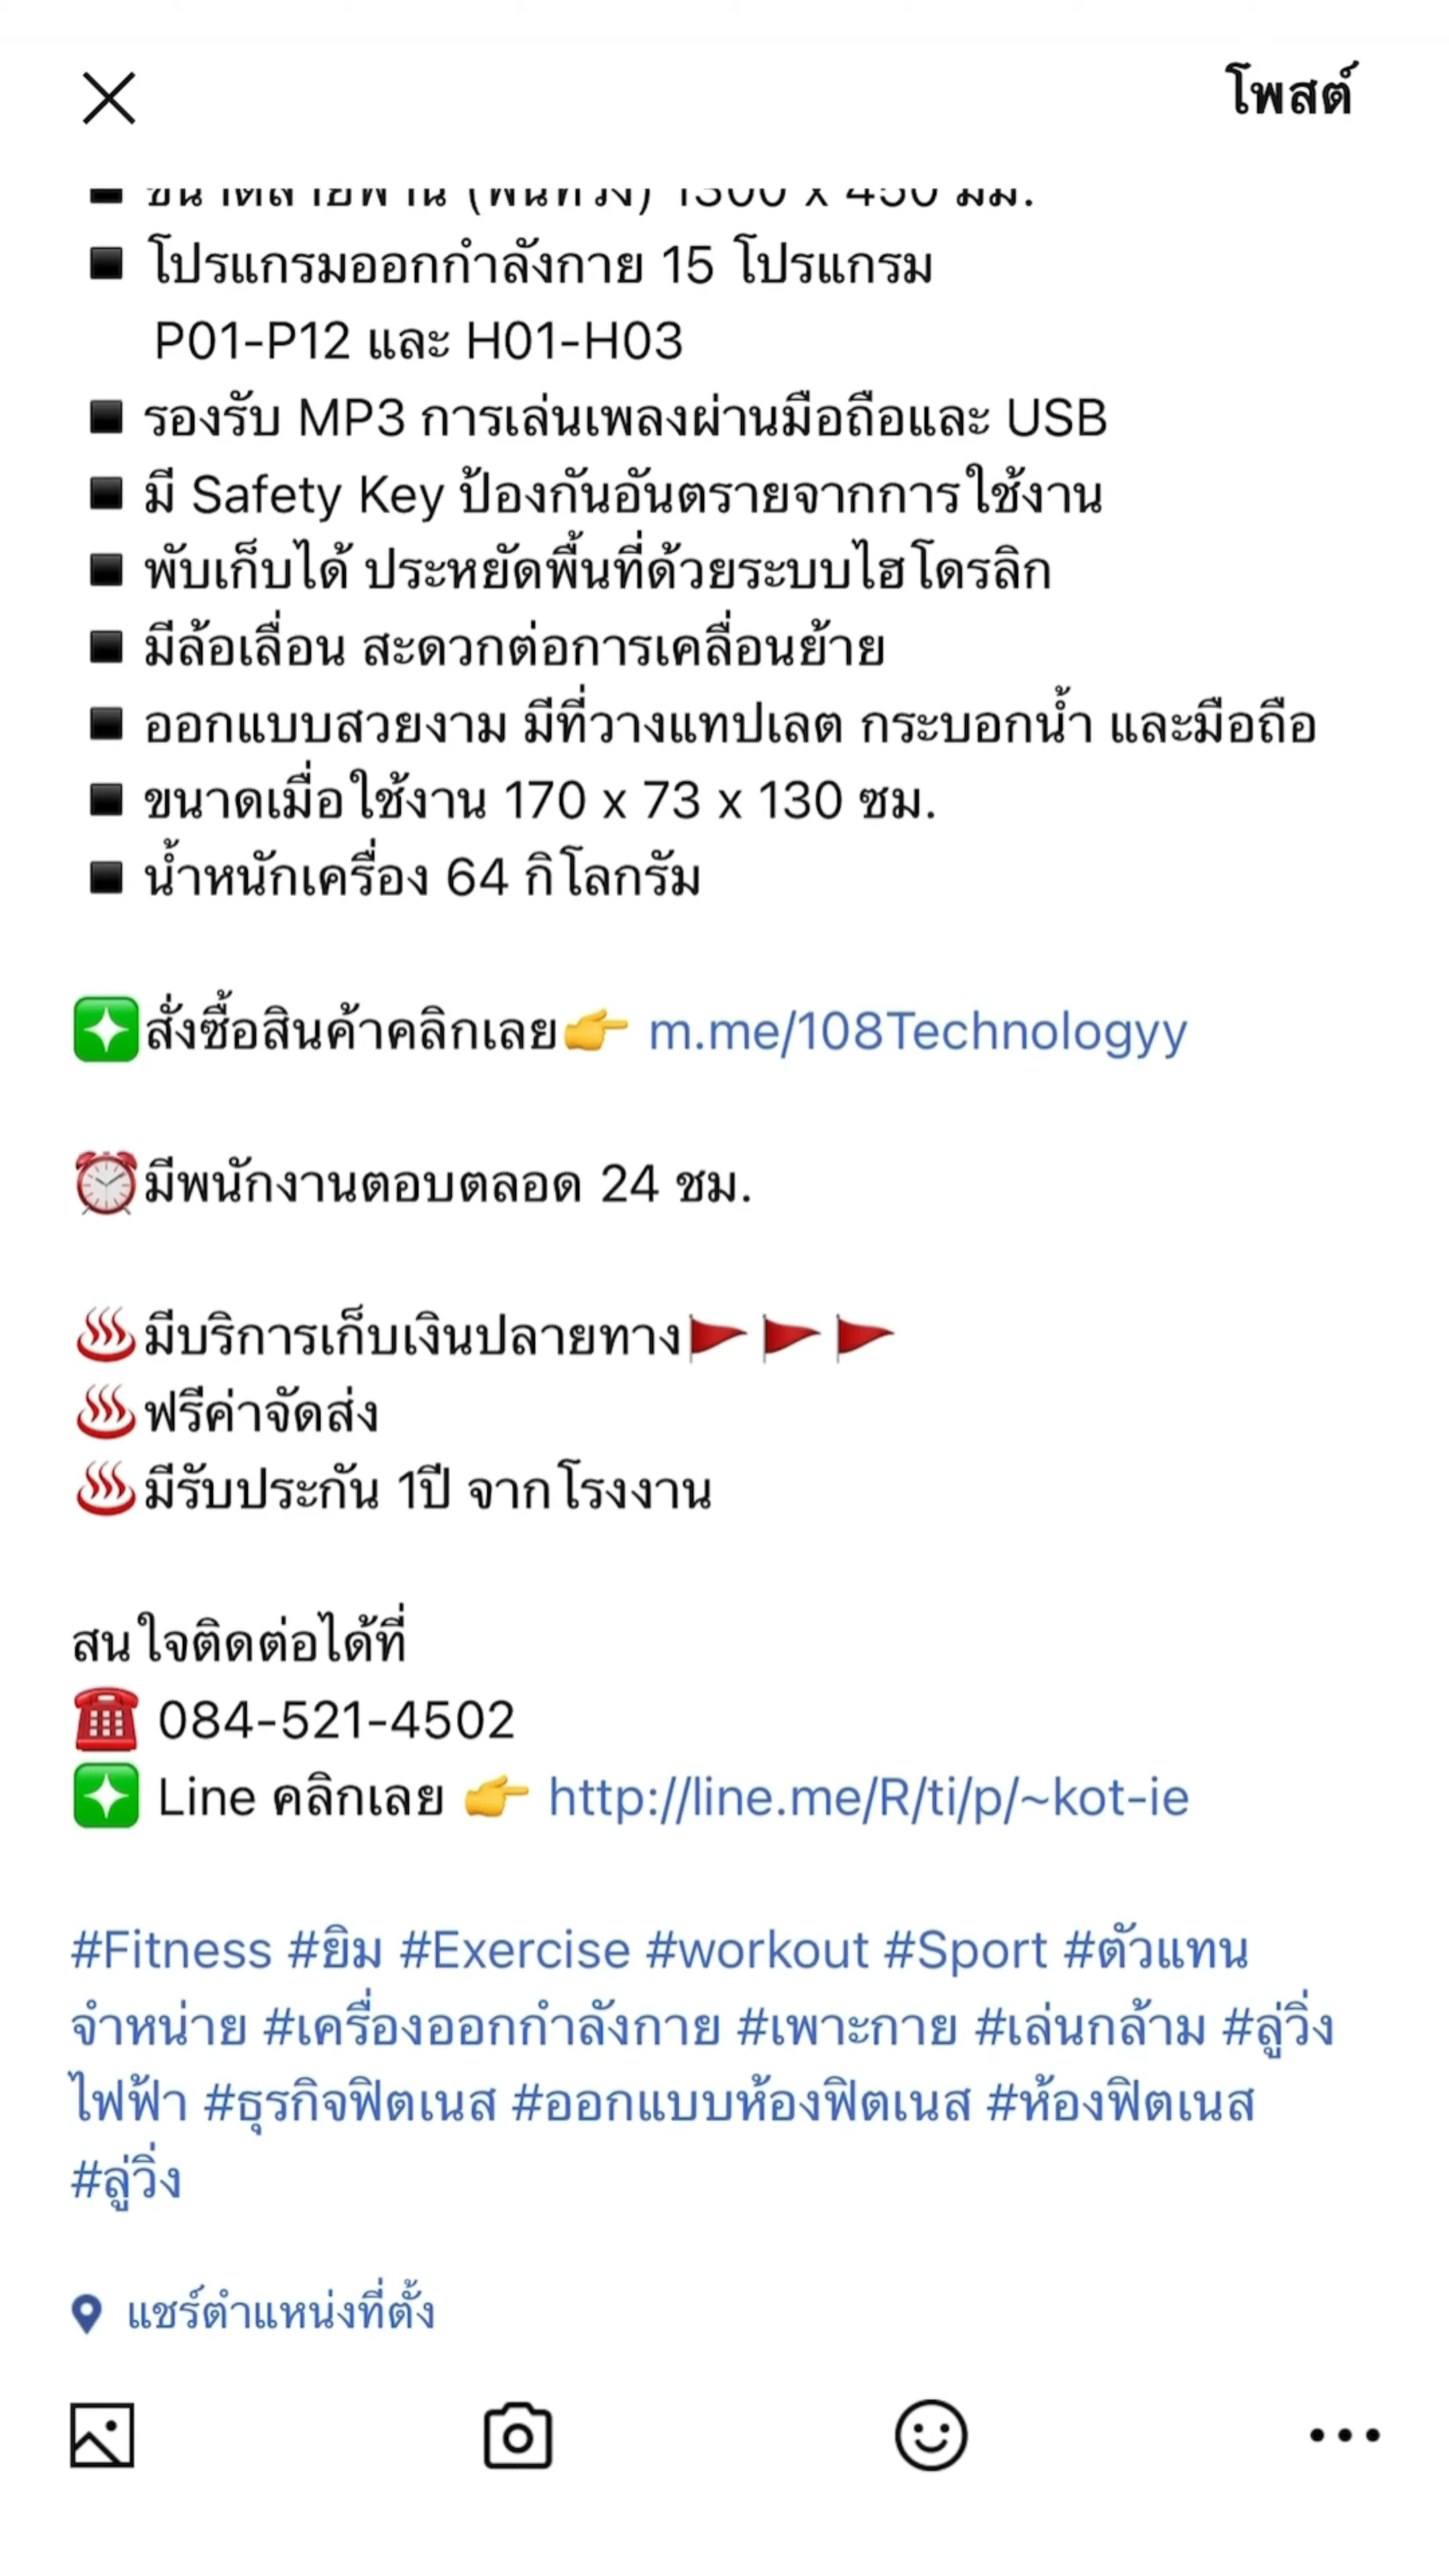 โพสต์
▪ ขนาดสายพาน (พื้นที่วิ่ง) 1300 x 450 มม.
▪ โปรแกรมออกกำลังกาย 15 โปรแกรม
P01-P12 และ H01-H03
▪ รองรับ MP3 การเล่นเพลงผ่านมือถือและ USB
▪ มี Safety Key ป้องกันอันตรายจากการใช้งาน
▪ พับเก็บได้ ประหยัดพื้นที่ด้วยระบบไฮโดรลิก
▪ มีล้อเลื่อน สะดวกต่อการเคลื่อนย้าย
▪ ออกแบบสวยงาม มีที่วางแทปเลต กระบอกน้ำ และมือถือ
▪ ขนาดเมื่อใช้งาน 170 x 73 x 130 ซม.
▪ น้ำหนักเครื่อง 64 กิโลกรัม
❇️สั่งซื้อสินค้าคลิกเลย👉 m.me/108Technologyy
⏰มีพนักงานตอบตลอด 24 ชม.
♨️มีบริการเก็บเงินปลายทาง🚩🚩🚩
♨️ฟรีค่าจัดส่ง
♨️มีรับประกัน 1ปี จากโรงงาน
สนใจติดต่อได้ที่
☎️ 084-521-4502
❇️ Line คลิกเลย 👉 http://line.me/R/ti/p/~kot-ie
#Fitness #ยิม #Exercise #workout #Sport #ตัวแทน
จำหน่าย #เครื่องออกกำลังกาย #เพาะกาย #เล่นกล้าม #ลู่วิ่ง
ไฟฟ้า #ธุรกิจฟิตเนส #ออกแบบห้องฟิตเนส #ห้องฟิตเนส
#ลู่วิ่ง
แชร์ตำแหน่งที่ตั้ง